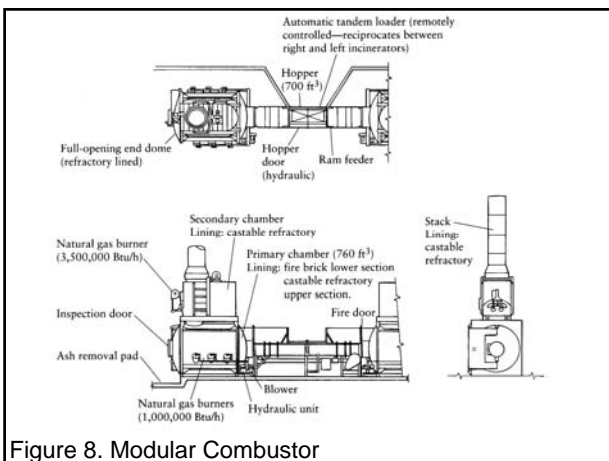 Automatic tandem loader (remotely
controlled—reciprocates between
right and left incinerators)
Hopper
(700 ft³)
Full-opening end dome
(refractory lined)
Hopper
door
(hydraulic)
Ram feeder
Secondary chamber
Lining: castable refractory
Natural gas burner
(3,500,000 Btu/h)
Primary chamber (760 ft³)
Lining: fire brick lower section
castable refractory
upper section.
Stack
Lining:
castable
refractory
Inspection door
Fire door
Ash removal pad
Blower
Natural gas burners
(1,000,000 Btu/h)
Hydraulic unit
Figure 8. Modular Combustor